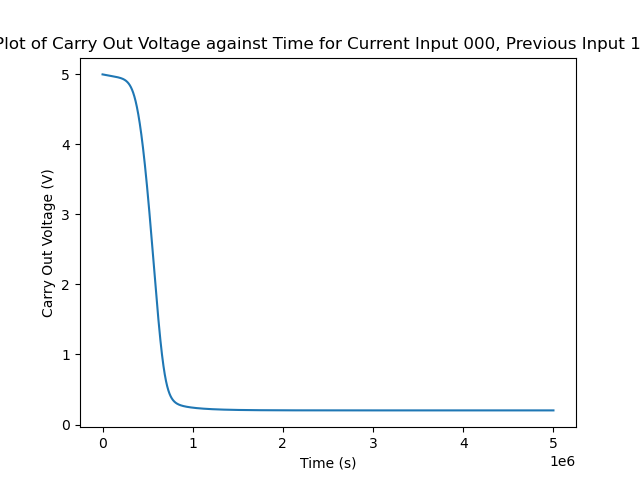 Plot of Carry Out Voltage against Time for Current Input 000, Previous Input 1
5
4
3
2
1
0
Carry Out Voltage (V)
0 1 2 3 4 5
1e6
Time (s)